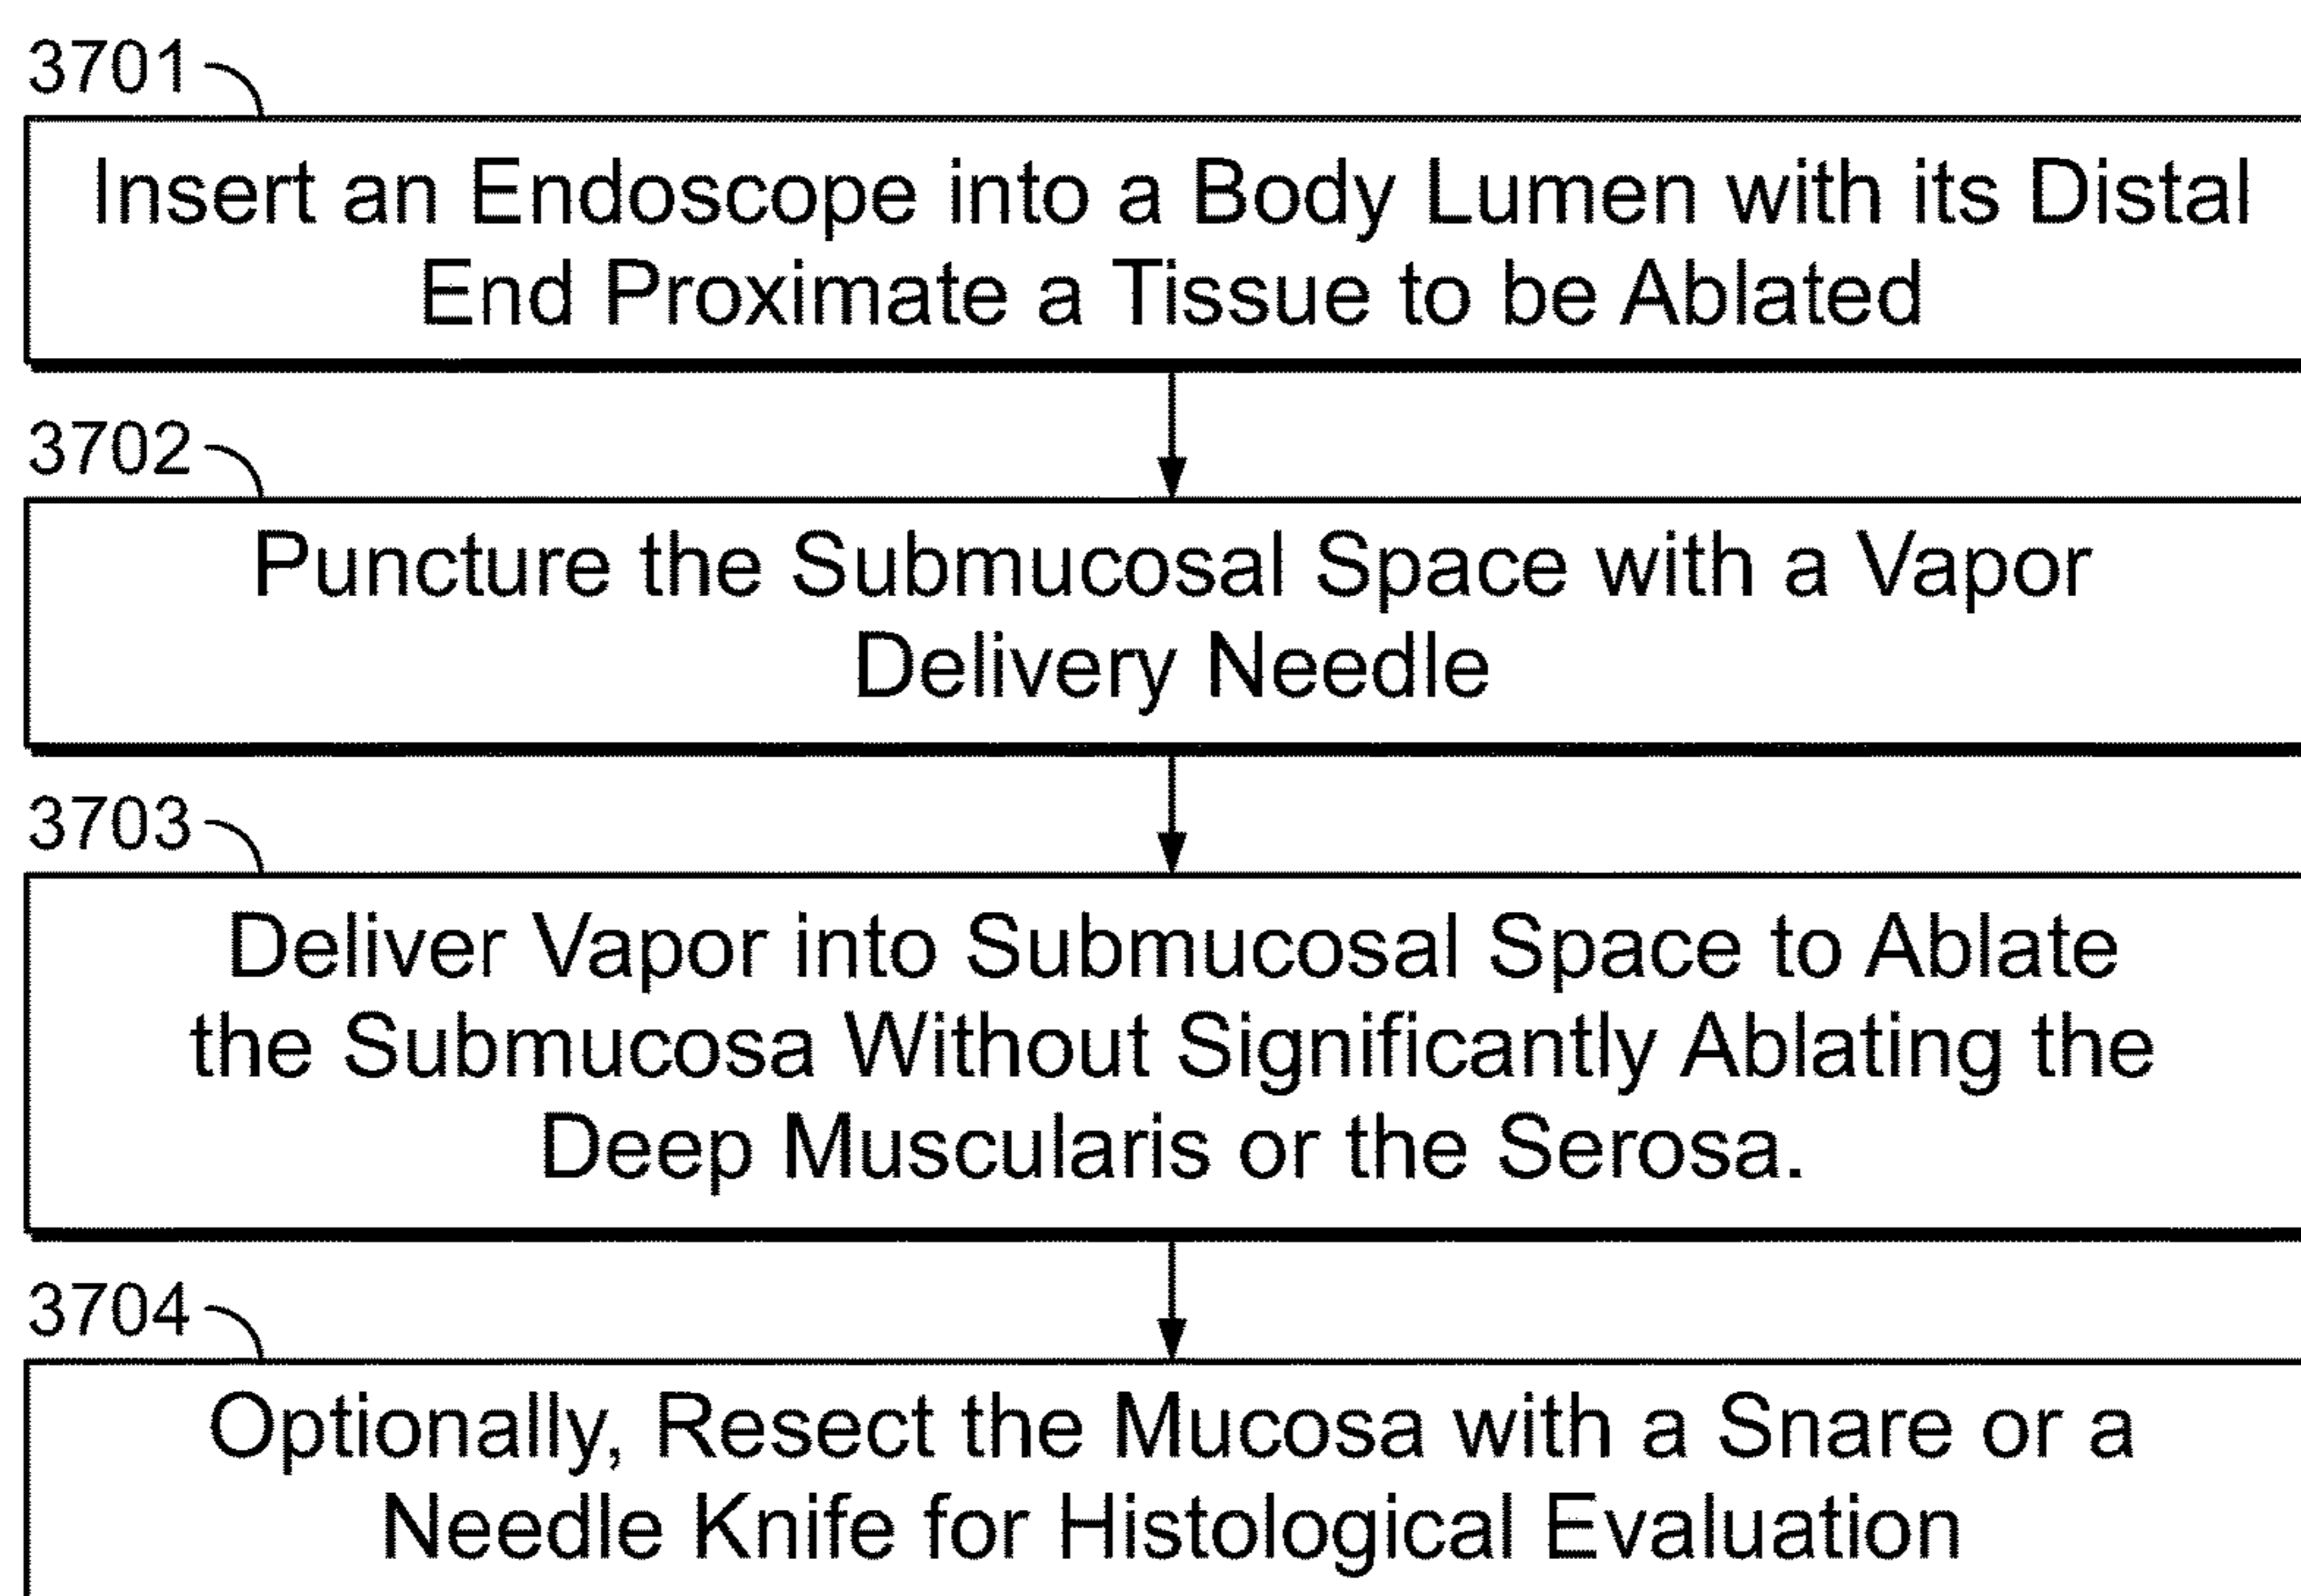 3701
Insert an Endoscope into a Body Lumen with its Distal
End Proximate a Tissue to be Ablated
3702
Puncture the Submucosal Space with a Vapor
Delivery Needle
3703
Deliver Vapor into Submucosal Space to Ablate
the Submucosa Without Significantly Ablating the
Deep Muscularis or the Serosa.
3704
Optionally, Resect the Mucosa with a Snare or a
Needle Knife for Histological Evaluation